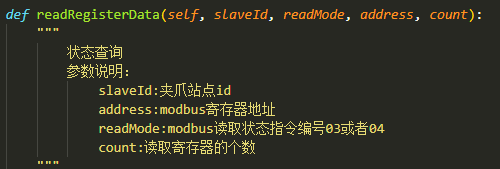 def readRegisterData(self, slaveId, readMode, address, count):
"""
状态查询
参数说明:
slaveId:夹爪站点id
address:modbus寄存器地址
readMode:modbus读取状态指令编号03或者04
count:读取寄存器的个数
"""